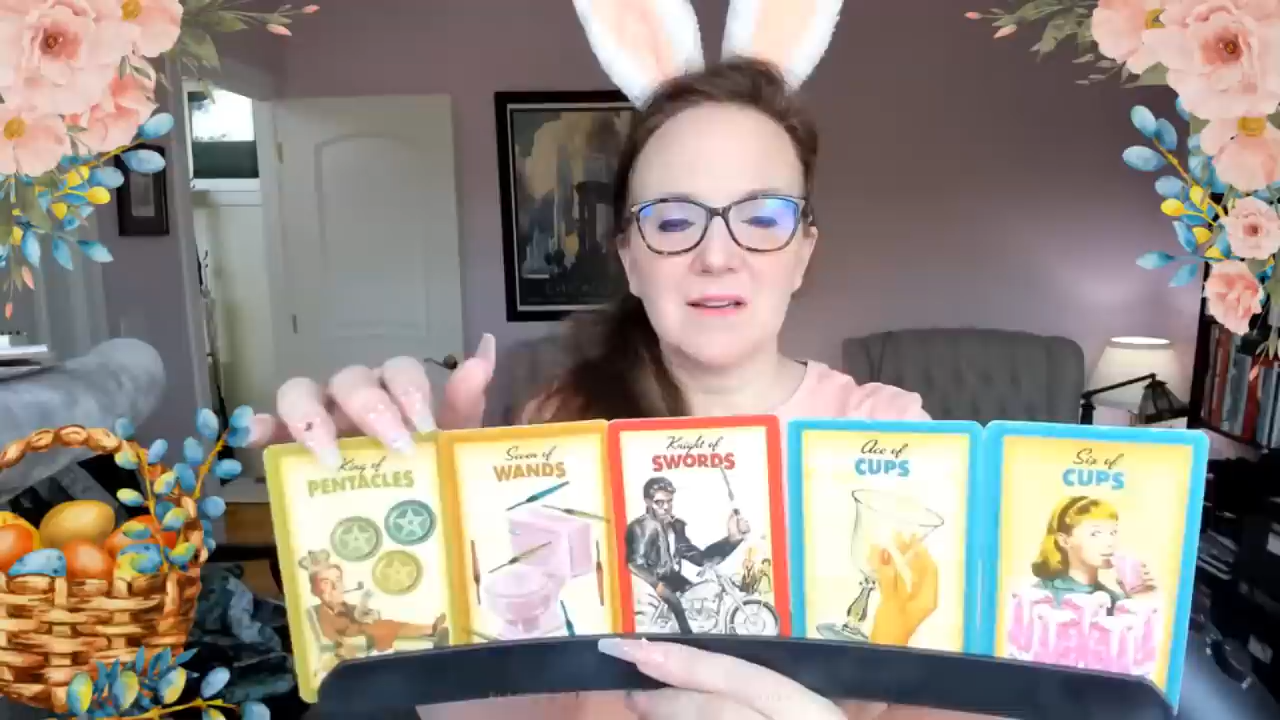 King of
PENTACLES
Seven of
WANDS
Knight of
SWORDS
Ace of
CUPS
Six of
CUPS